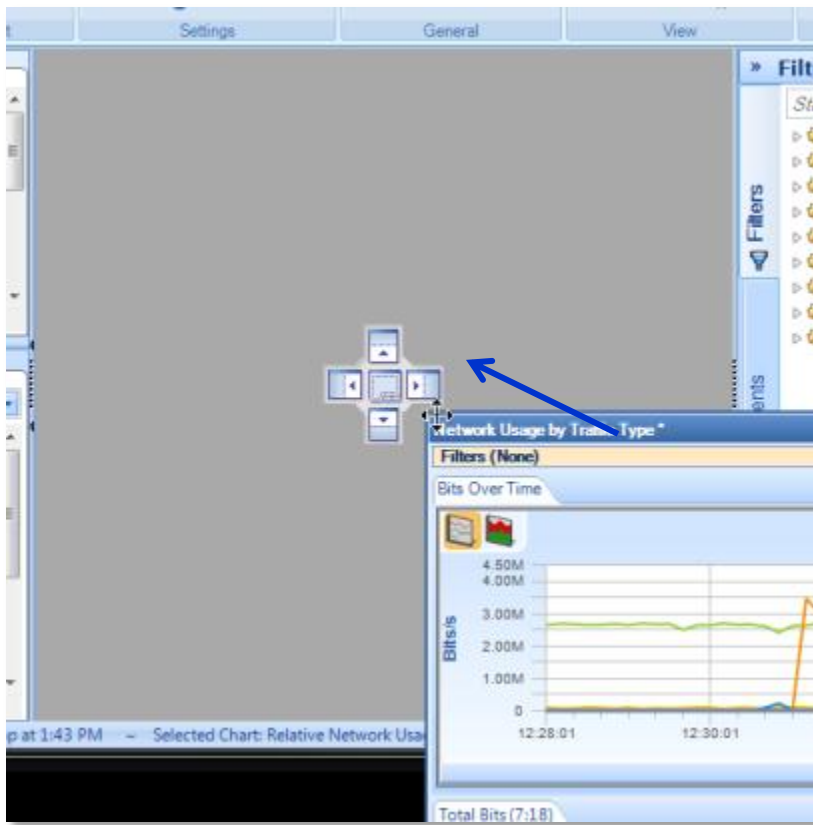 Settings
General
View
Filt
St
Filters
ents
Network Usage by Traffic Type *
Filters (None)
Bits Over Time
4.50M
4.00M
3.00M
2.00M
1.00M
0
Bits/s
12:28:01
12:30:01
p at 1:43 PM – Selected Chart: Relative Network Usa
Total Bits (7:18)